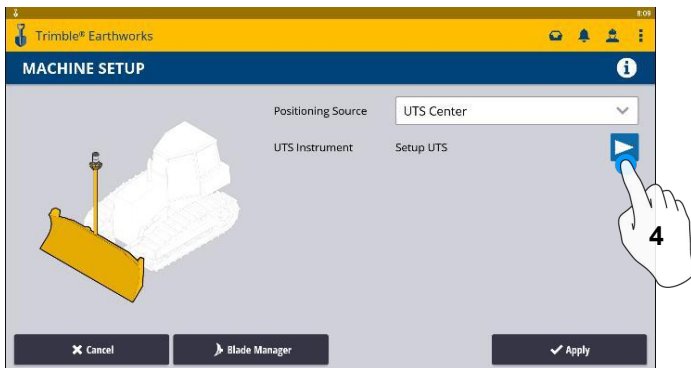 8:09
Trimble® Earthworks
MACHINE SETUP
Positioning Source UTS Center
UTS Instrument Setup UTS
4
Cancel Blade Manager Apply